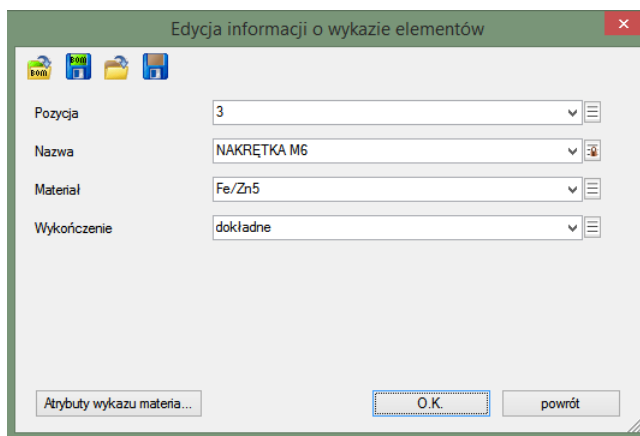 Edycja informacji o wykazie elementów
BOM BOM
Pozycja 3
Nazwa NAKRĘTKA M6
Materiał Fe/Zn5
Wykończenie dokładne
Atrybuty wykazu materia... O.K. powrót